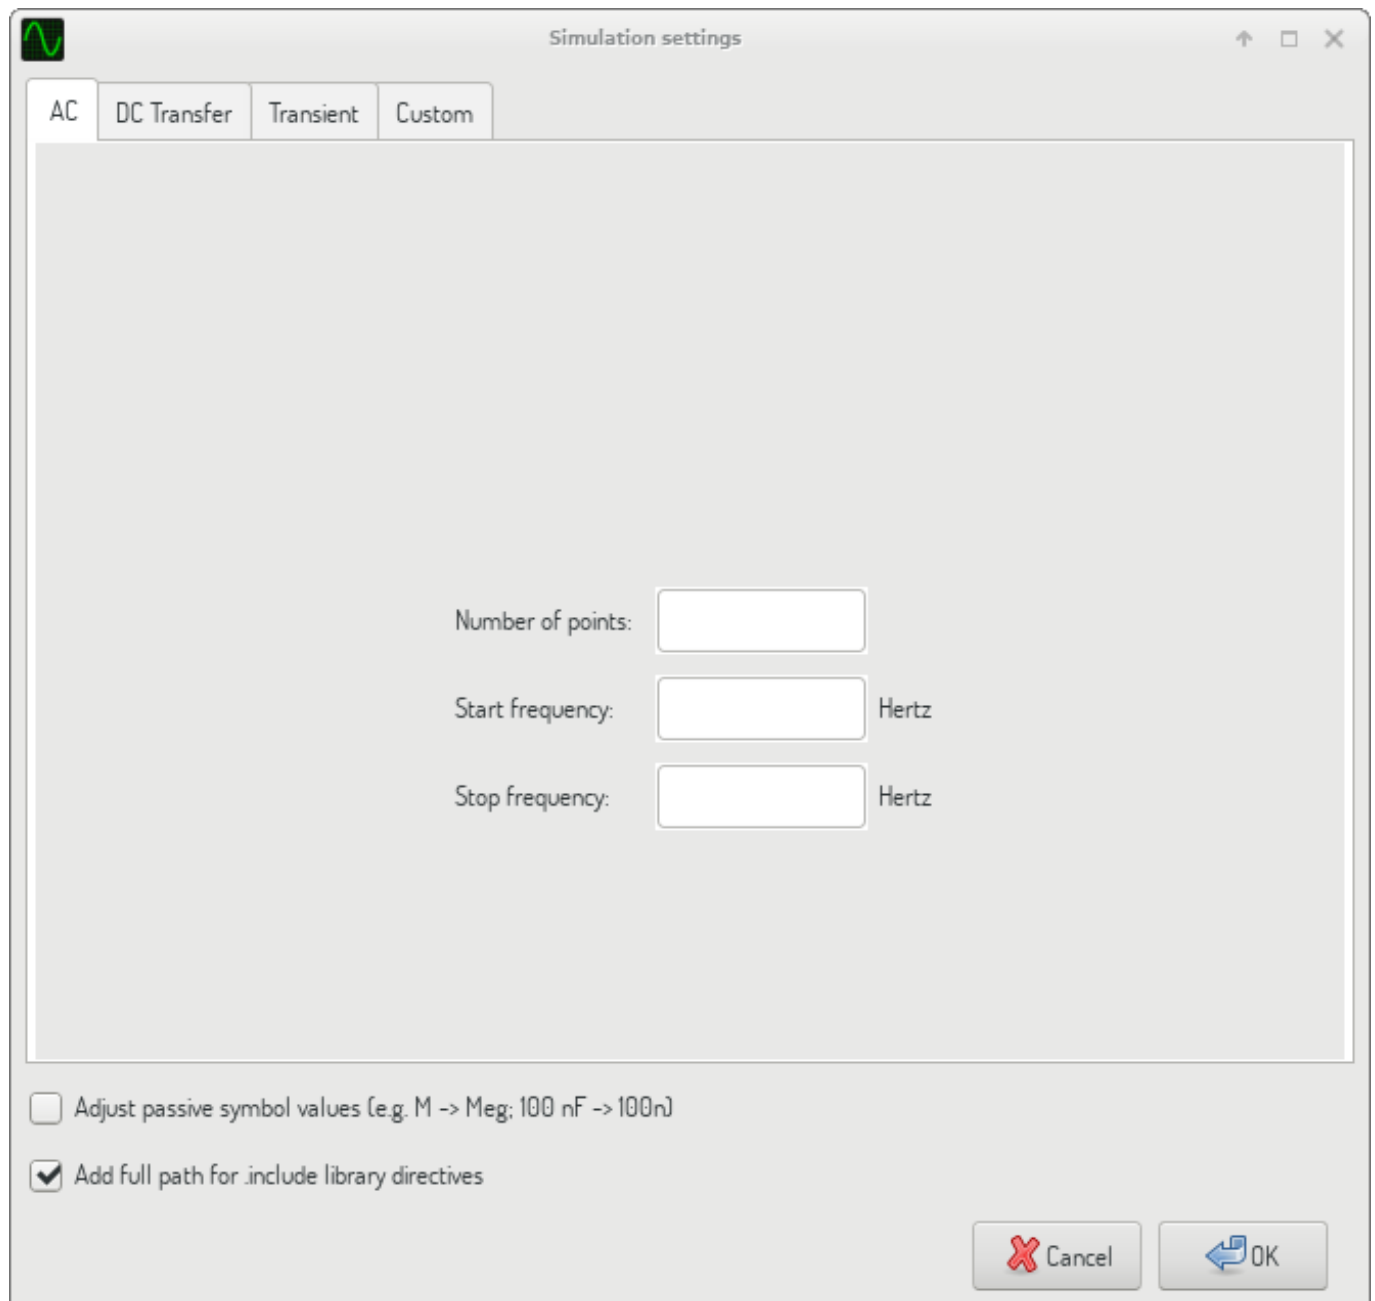 Simulation settings
AC DC Transfer Transient Custom
Number of points:
Start frequency: Hertz
Stop frequency: Hertz
Adjust passive symbol values (e.g. M -> Meg; 100 nF -> 100n)
Add full path for .include library directives
Cancel OK